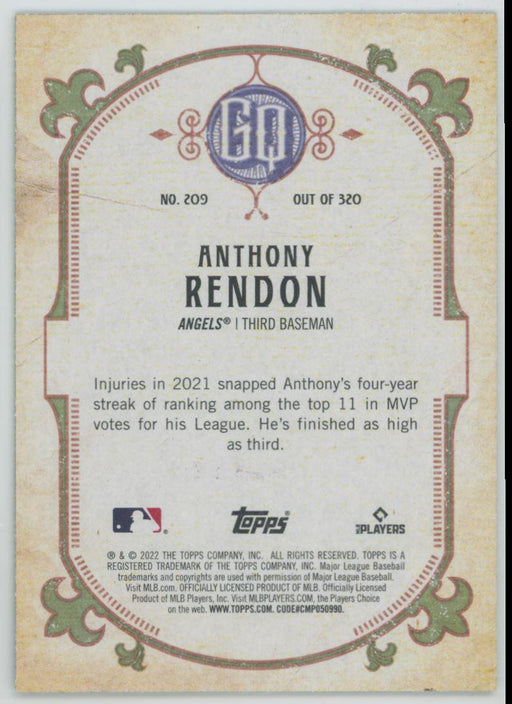 GQ
NO. 209 OUT OF 320
ANTHONY
RENDON
ANGELS® | THIRD BASEMAN
Injuries in 2021 snapped Anthony's four-year
streak of ranking among the top 11 in MVP
votes for his League. He's finished as high
as third.
Topps®
MLB PLAYERS
® & © 2022 THE TOPPS COMPANY, INC. ALL RIGHTS RESERVED. TOPPS IS A
REGISTERED TRADEMARK OF THE TOPPS COMPANY, INC. Major League Baseball
trademarks and copyrights are used with permission of Major League Baseball.
Visit MLB.com. OFFICIALLY LICENSED PRODUCT OF MLB. Officially Licensed
Product of MLB Players, Inc. Visit MLBPLAYERS.COM, the Players Choice
on the web. WWW.TOPPS.COM. CODE#CMP050990.